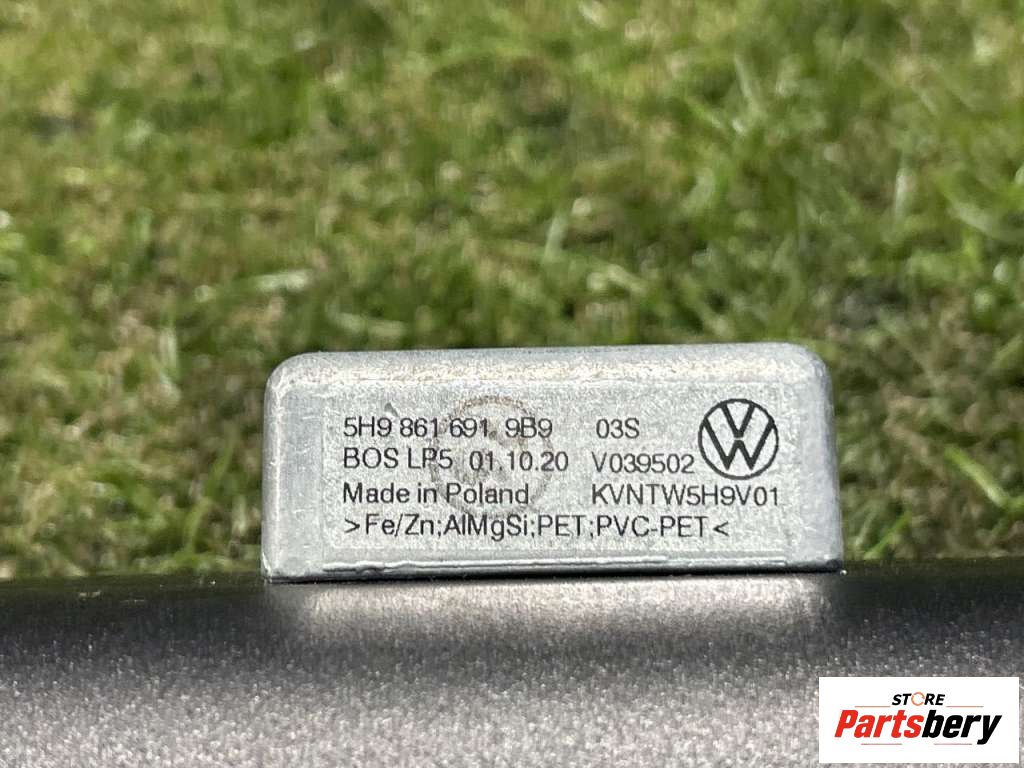 5H9 861 691 9B9 03S
BOS LP5 01.10.20 V039502
Made in Poland KVNTW5H9V01
>Fe/Zn;AlMgSi;PET;PVC-PET<
STORE
Partsbery